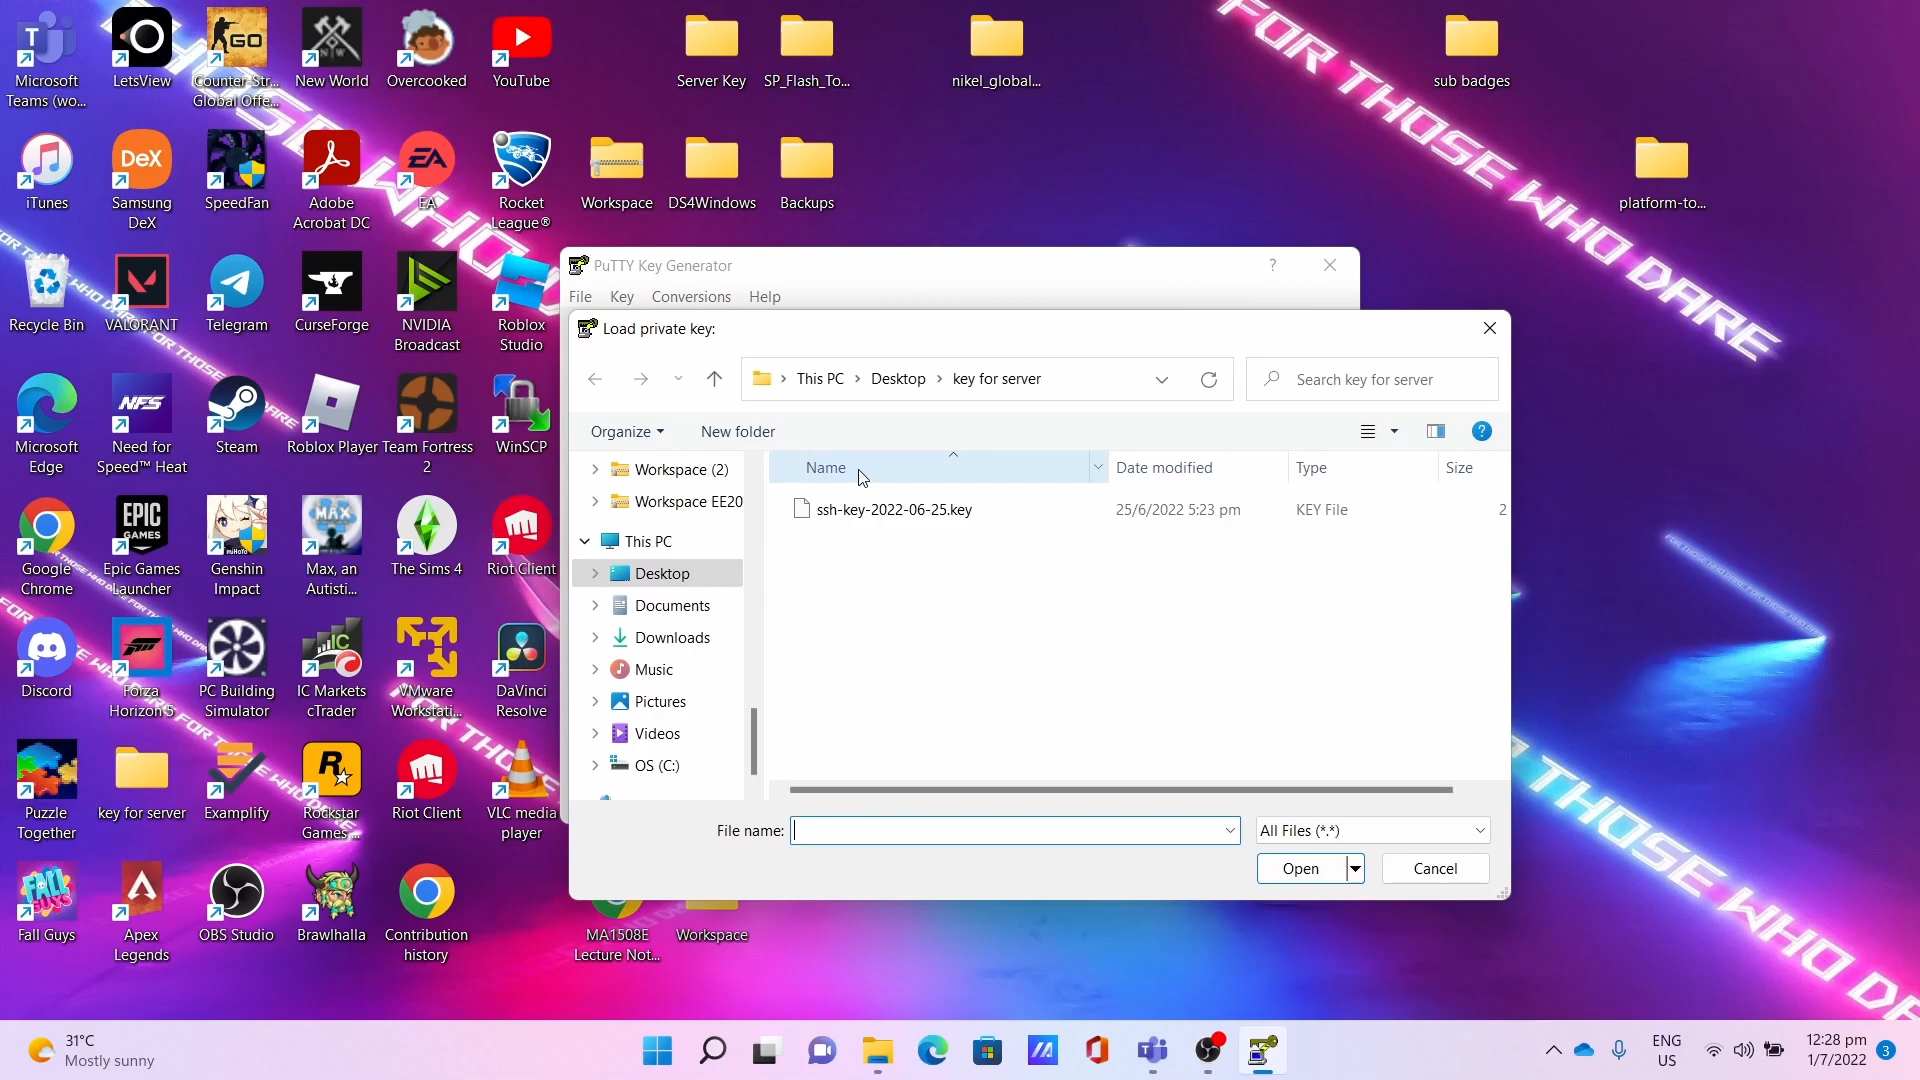 Microsoft
Teams (wo...
LetsView
Counter-Str...
Global Offe...
New World
Overcooked
YouTube
Server Key
SP_Flash_To...
nikel_global...
sub badges
iTunes
Samsung
DeX
SpeedFan
Adobe
Acrobat DC
EA
Rocket
League®
Workspace
DS4Windows
Backups
platform-to...
Recycle Bin
VALORANT
Telegram
CurseForge
NVIDIA
Broadcast
Roblox
Studio
Microsoft
Edge
Need for
Speed™ Heat
Steam
Roblox Player
Team Fortress
2
WinSCP
Google
Chrome
Epic Games
Launcher
Genshin
Impact
Max, an
Autisti...
The Sims 4
Riot Client
Discord
Forza
Horizon 5
PC Building
Simulator
IC Markets
cTrader
VMware
Workstati...
DaVinci
Resolve
Puzzle
Together
key for server
Examplify
Rockstar
Games ...
Riot Client
VLC media
player
Fall Guys
Apex
Legends
OBS Studio
Brawlhalla
Contribution
history
MA1508E
Lecture Not...
Workspace
FOR THOSE WHO DARE
PuTTY Key Generator
?
File Key Conversions Help
Load private key:
This PC > Desktop > key for server
Search key for server
Organize
New folder
Workspace (2)
Workspace EE20
This PC
Desktop
Documents
Downloads
Music
Pictures
Videos
OS (C:)
Name
Date modified
Type
Size
ssh-key-2022-06-25.key
25/6/2022 5:23 pm
KEY File
2
File name:
All Files (*.*)
Open
Cancel
31°C
Mostly sunny
ENG
US
12:28 pm
1/7/2022
3